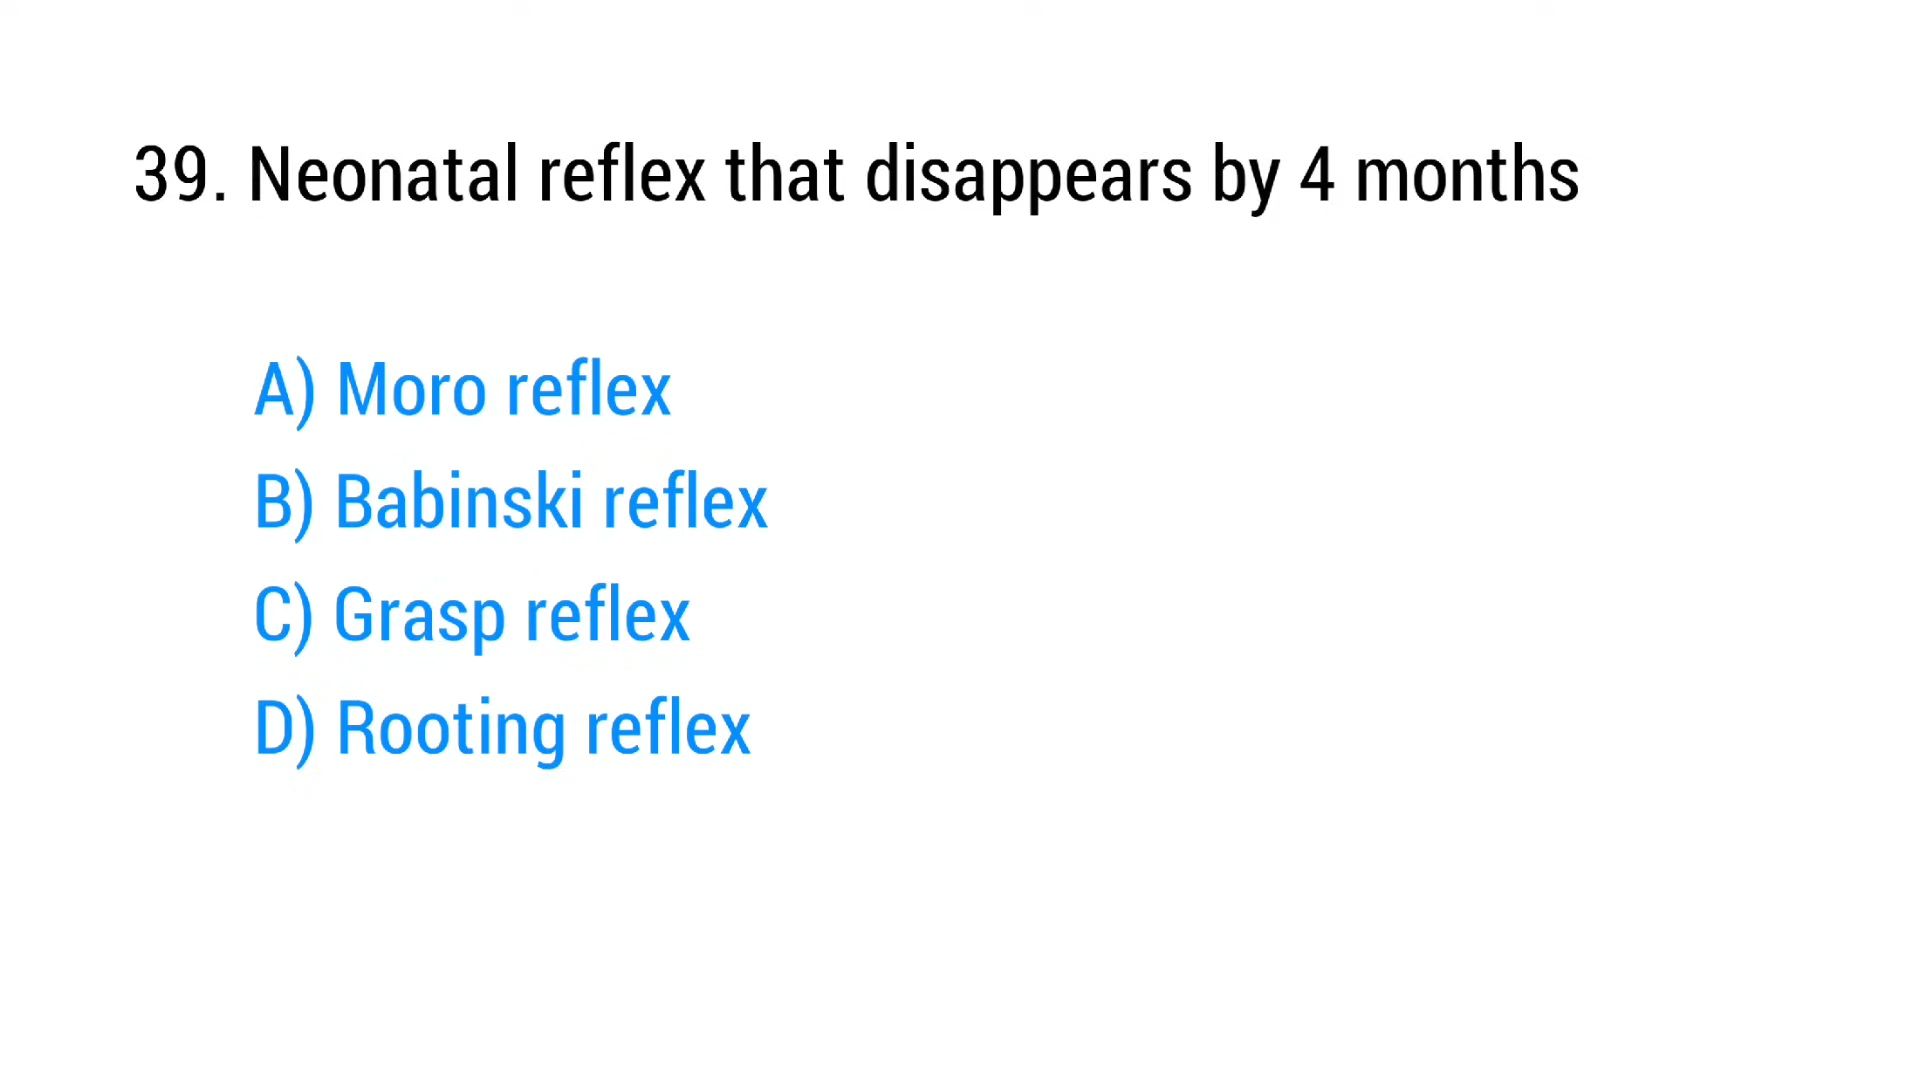 39. Neonatal reflex that disappears by 4 months
A) Moro reflex
B) Babinski reflex
C) Grasp reflex
D) Rooting reflex